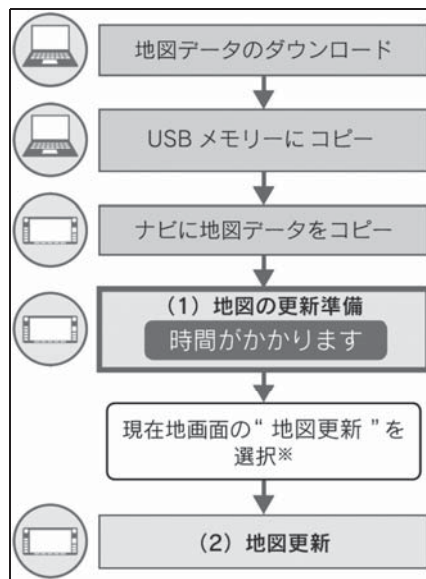 地図データのダウンロード
USB メモリーに コピー
ナビに地図データをコピー
(1) 地図の更新準備
時間がかかります
現在地画面の“ 地図更新 ”を
選択※
(2) 地図更新